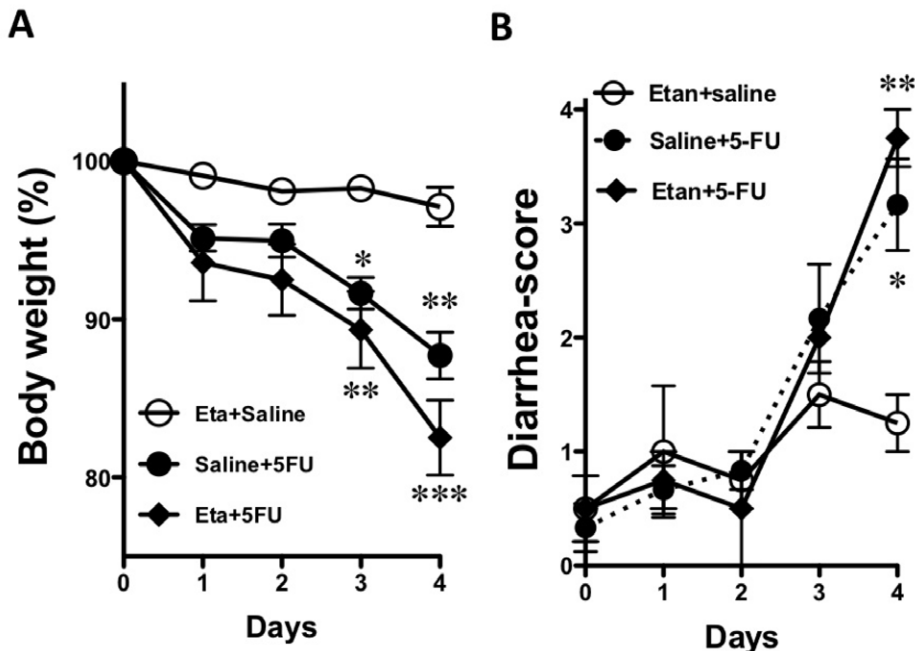 A
Body weight (%)
100
90
80
*
**
**
***
Eta+Saline
Saline+5FU
Eta+5FU
0 1 2 3 4
Days
B
Diarrhea-score
4
3
2
1
0
Etan+saline
Saline+5-FU
Etan+5-FU
**
*
0 1 2 3 4
Days